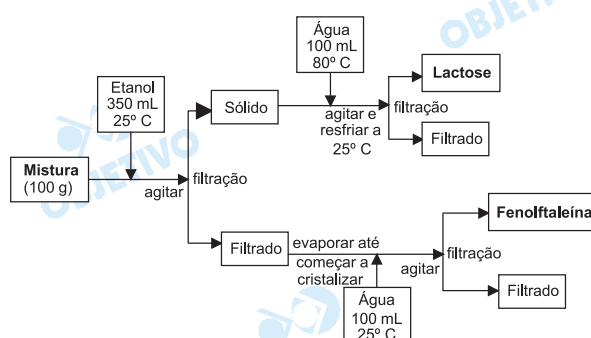 OBJETIVO
Água
100 mL
80º C
Etanol
350 mL
25º C
Lactose
Sólido
agitar e
resfriar a
25º C
filtração
Filtrado
Mistura
(100 g)
agitar
filtração
OBJETIVO
Filtrado
evaporar até
começar a
cristalizar
Água
100 mL
25º C
agitar
filtração
Fenolftaleína
Filtrado